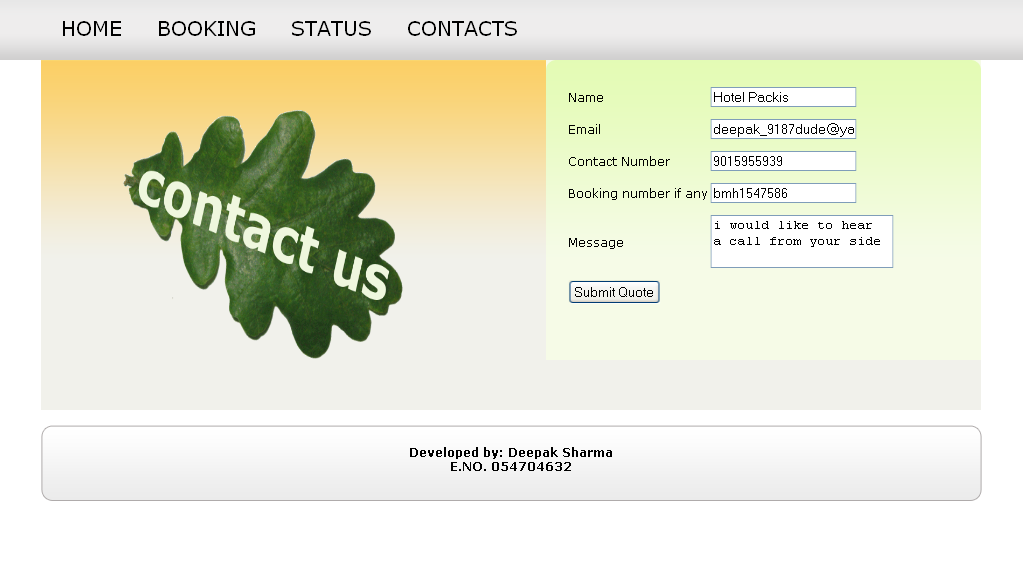 HOME BOOKING STATUS CONTACTS
contact us
Name Hotel Packis
Email deepak_9187dude@ya
Contact Number 9015955939
Booking number if any bmh1547586
Message
i would like to hear
a call from your side
Submit Quote
Developed by: Deepak Sharma
E.NO. 054704632